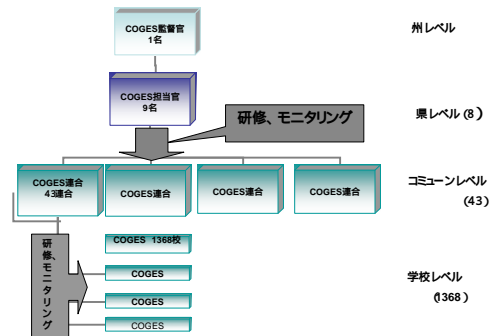 COGES監督官
1名
州レベル
COGES担当官
9名
県レベル(8)
研修、モニタリング
COGES連合
43連合
COGES連合
COGES連合
COGES連合
コミューンレベル
(43)
研修、モニタリング
COGES 1368校
COGES
COGES
COGES
学校レベル
(1368)